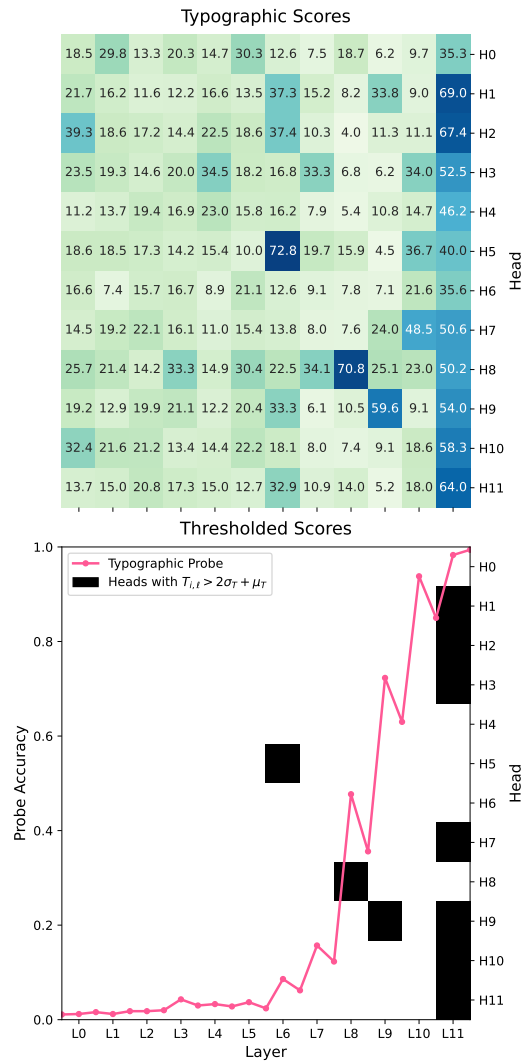 Typographic Scores
18.5 29.8 13.3 20.3 14.7 30.3 12.6 7.5 18.7 6.2 9.7 35.3 H0
21.7 16.2 11.6 12.2 16.6 13.5 37.3 15.2 8.2 33.8 9.0 69.0 H1
39.3 18.6 17.2 14.4 22.5 18.6 37.4 10.3 4.0 11.3 11.1 67.4 H2
23.5 19.3 14.6 20.0 34.5 18.2 16.8 33.3 6.8 6.2 34.0 52.5 H3
11.2 13.7 19.4 16.9 23.0 15.8 16.2 7.9 5.4 10.8 14.7 46.2 H4
18.6 18.5 17.3 14.2 15.4 10.0 72.8 19.7 15.9 4.5 36.7 40.0 H5
16.6 7.4 15.7 16.7 8.9 21.1 12.6 9.1 7.8 7.1 21.6 35.6 H6
14.5 19.2 22.1 16.1 11.0 15.4 13.8 8.0 7.6 24.0 48.5 50.6 H7
25.7 21.4 14.2 33.3 14.9 30.4 22.5 34.1 70.8 25.1 23.0 50.2 H8
19.2 12.9 19.9 21.1 12.2 20.4 33.3 6.1 10.5 59.6 9.1 54.0 H9
32.4 21.6 21.2 13.4 14.4 22.2 18.1 8.0 7.4 9.1 18.6 58.3 H10
13.7 15.0 20.8 17.3 15.0 12.7 32.9 10.9 14.0 5.2 18.0 64.0 H11
Head
Thresholded Scores
Typographic Probe
Heads with $T_{i,\ell} > 2\sigma_T + \mu_T$
Probe Accuracy
1.0
0.8
0.6
0.4
0.2
0.0
H0
H1
H2
H3
H4
H5
H6
H7
H8
H9
H10
H11
Head
L0 L1 L2 L3 L4 L5 L6 L7 L8 L9 L10 L11
Layer